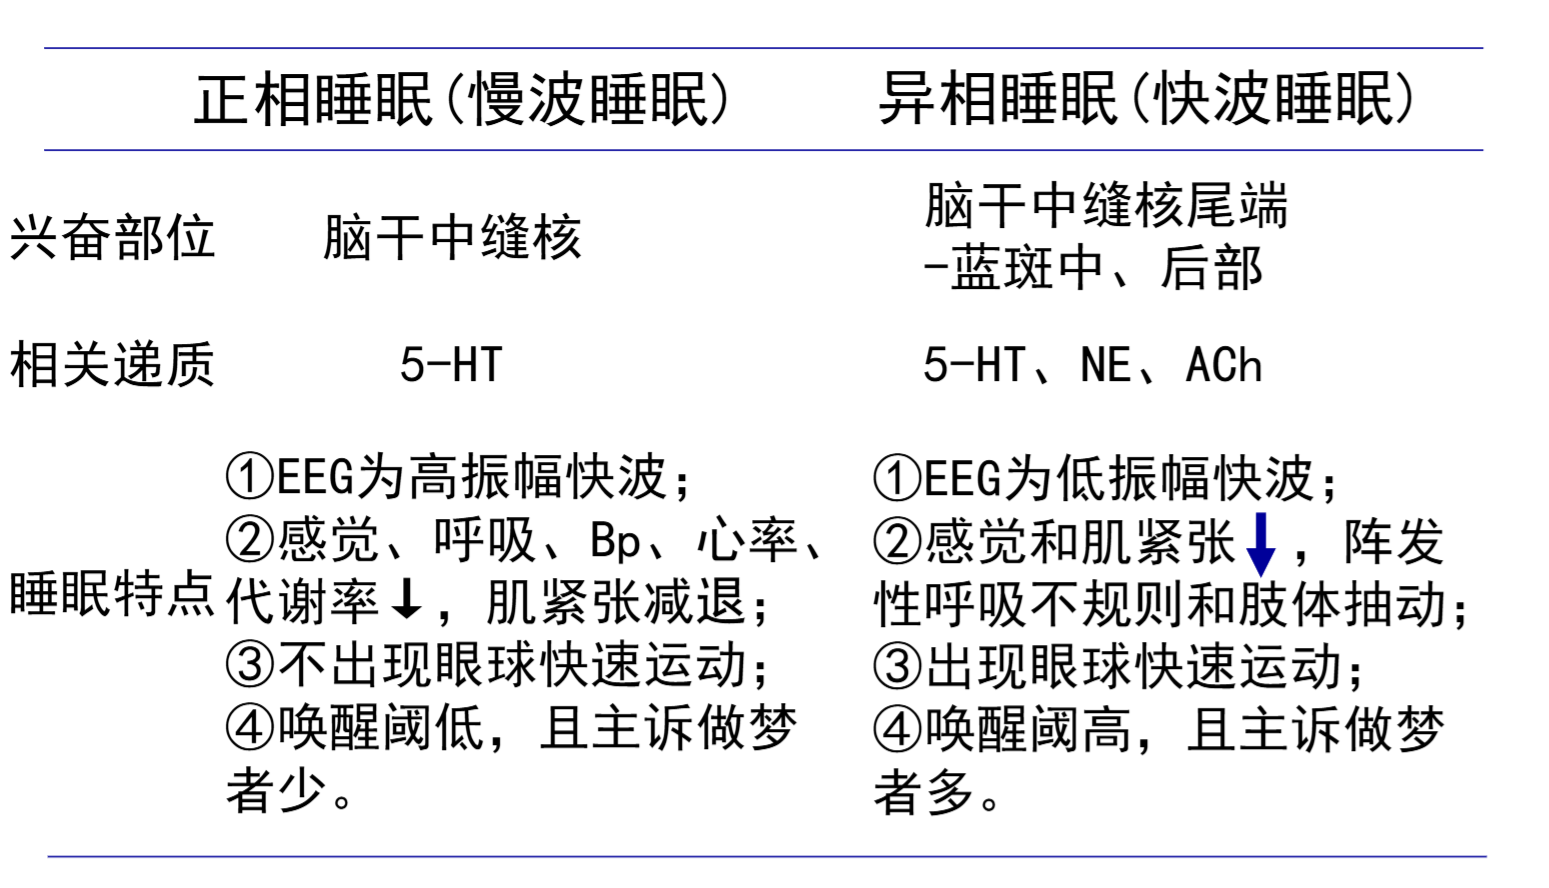 正相睡眠(慢波睡眠) 异相睡眠(快波睡眠)
兴奋部位 脑干中缝核 脑干中缝核尾端
-蓝斑中、后部
相关递质 5-HT 5-HT、NE、ACh
睡眠特点
①EEG为高振幅快波;
②感觉、呼吸、Bp、心率、
代谢率↓,肌紧张减退;
③不出现眼球快速运动;
④唤醒阈低,且主诉做梦
者少。
①EEG为低振幅快波;
②感觉和肌紧张↓,阵发
性呼吸不规则和肢体抽动;
③出现眼球快速运动;
④唤醒阈高,且主诉做梦
者多。